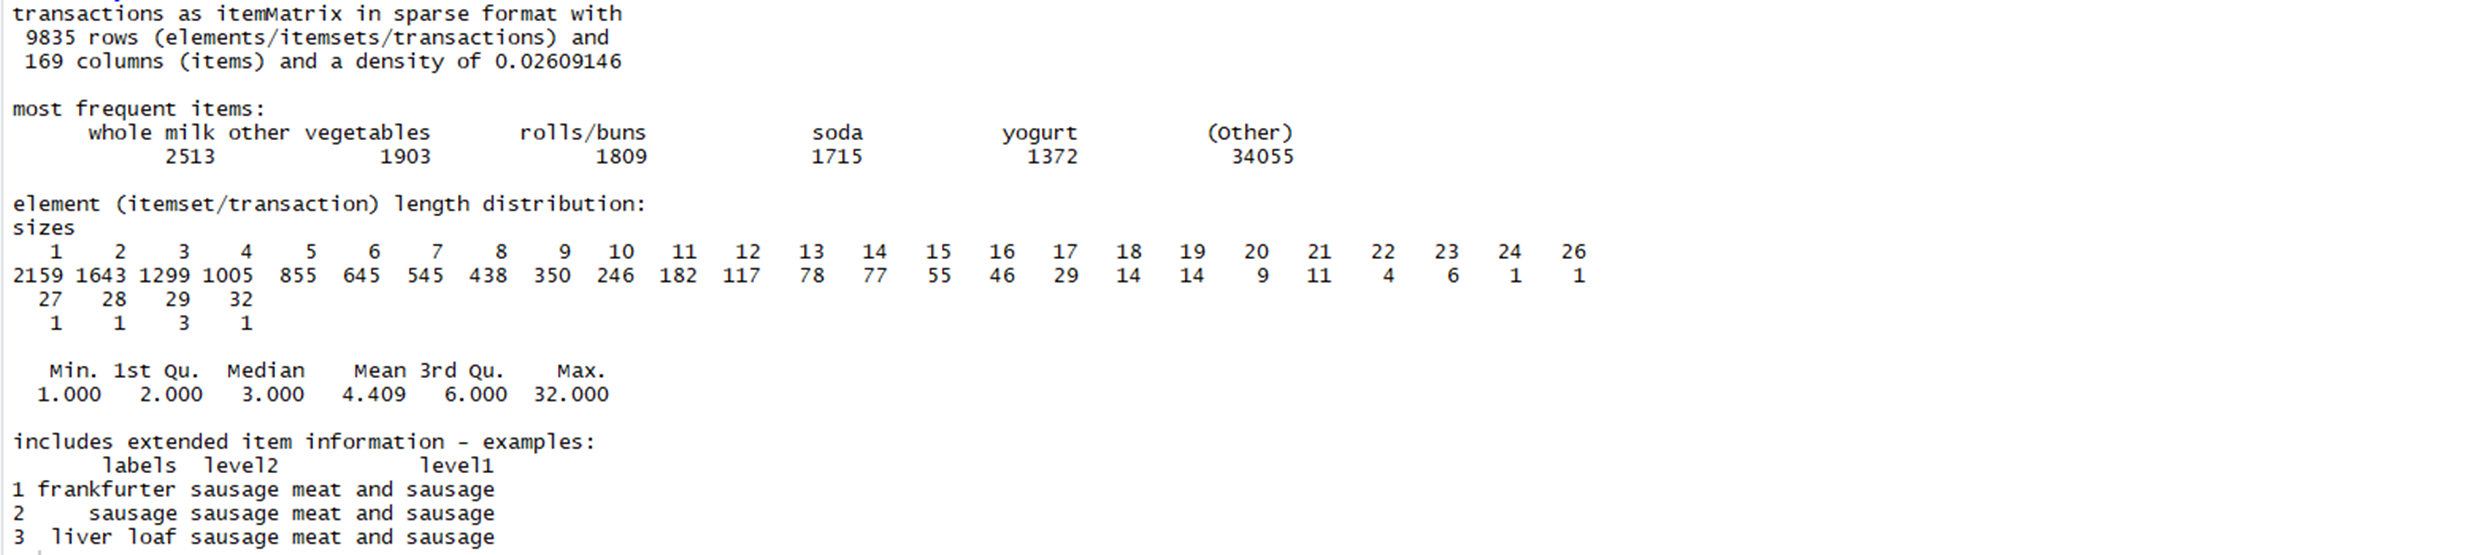 transactions as itemMatrix in sparse format with
 9835 rows (elements/itemsets/transactions) and
 169 columns (items) and a density of 0.02609146
most frequent items:
      whole milk other vegetables       rolls/buns             soda           yogurt          (Other)
            2513             1903             1809             1715             1372            34055
element (itemset/transaction) length distribution:
sizes
   1    2    3    4    5    6    7    8    9   10   11   12   13   14   15   16   17   18   19   20   21   22   23   24   26
2159 1643 1299 1005  855  645  545  438  350  246  182  117   78   77   55   46   29   14   14    9   11    4    6    1    1
  27   28   29   32
   1    1    3    1
   Min. 1st Qu.  Median    Mean 3rd Qu.    Max.
  1.000   2.000   3.000   4.409   6.000  32.000
includes extended item information - examples:
       labels  level2           level1
1 frankfurter sausage meat and sausage
2     sausage sausage meat and sausage
3  liver loaf sausage meat and sausage